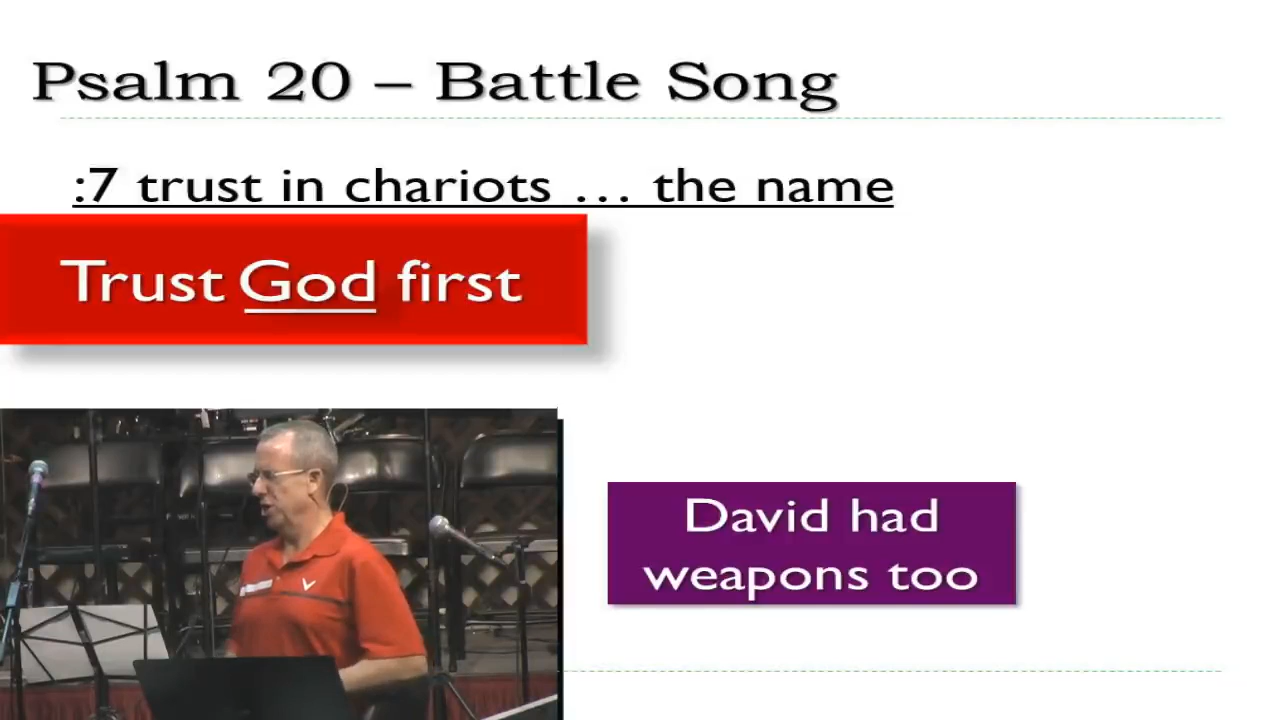 Psalm 20 – Battle Song
:7 trust in chariots … the name
Trust God first
David had
weapons too